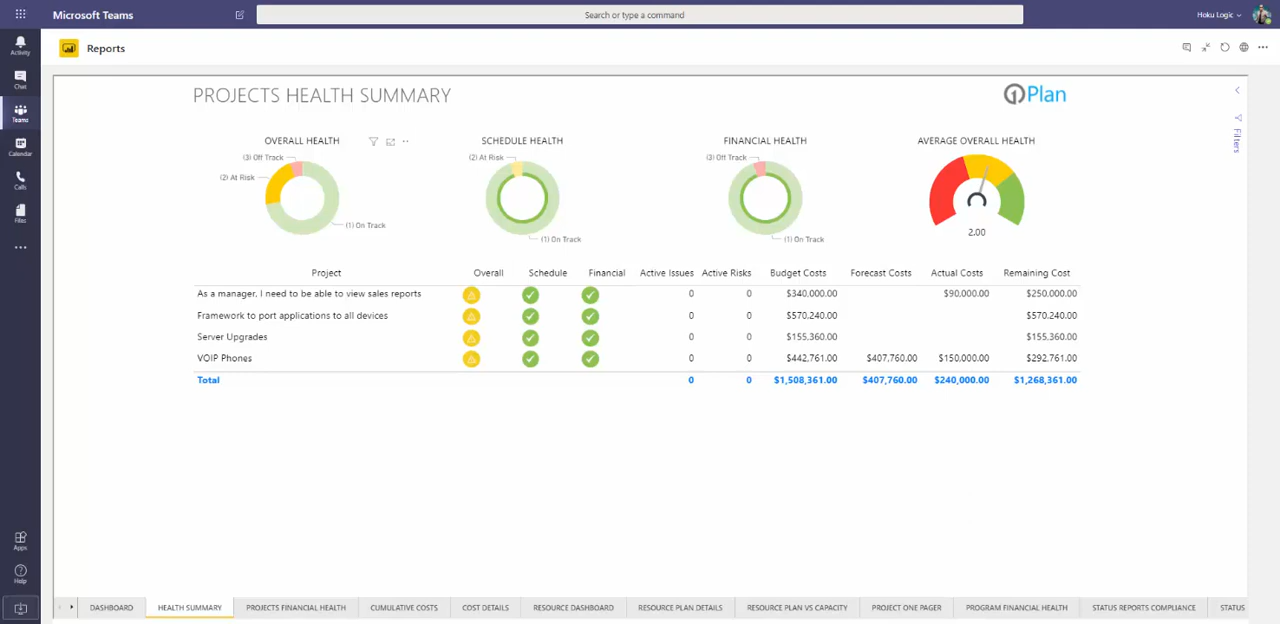 Microsoft Teams
Search or type a command
Hoku Logic
Activity
Chat
Teams
Calendar
Calls
Files
Apps
Help
Reports
PROJECTS HEALTH SUMMARY
1Plan
Filters
OVERALL HEALTH
(3) Off Track
(2) At Risk
(1) On Track
SCHEDULE HEALTH
(2) At Risk
(1) On Track
FINANCIAL HEALTH
(3) Off Track
(1) On Track
AVERAGE OVERALL HEALTH
2.00
Project Overall Schedule Financial Active Issues Active Risks Budget Costs Forecast Costs Actual Costs Remaining Cost
As a manager, I need to be able to view sales reports 0 0 $340,000.00 $90,000.00 $250,000.00
Framework to port applications to all devices 0 0 $570,240.00 $570,240.00
Server Upgrades 0 0 $155,360.00 $155,360.00
VOIP Phones 0 0 $442,761.00 $407,760.00 $150,000.00 $292,761.00
Total 0 0 $1,508,361.00 $407,760.00 $240,000.00 $1,268,361.00
DASHBOARD HEALTH SUMMARY PROJECTS FINANCIAL HEALTH CUMULATIVE COSTS COST DETAILS RESOURCE DASHBOARD RESOURCE PLAN DETAILS RESOURCE PLAN VS CAPACITY PROJECT ONE PAGER PROGRAM FINANCIAL HEALTH STATUS REPORTS COMPLIANCE STATUS